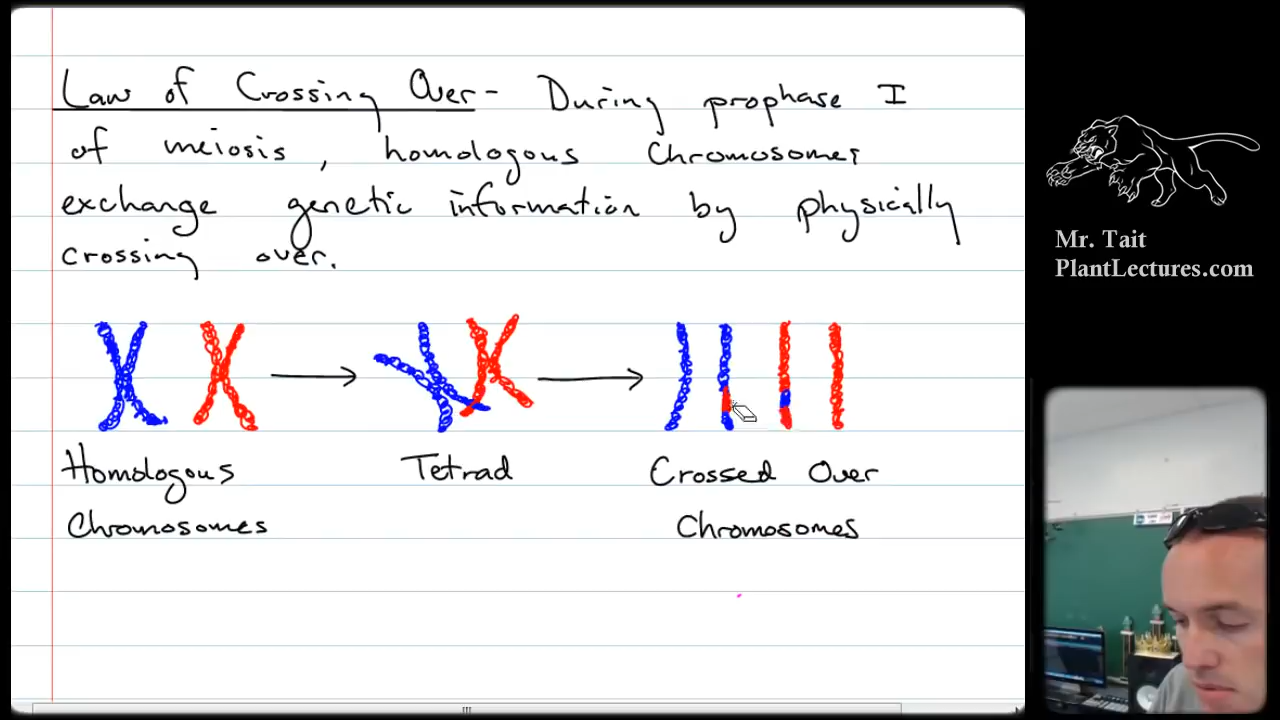 Law of Crossing Over- During prophase I
of meiosis, homologous Chromosomes
exchange genetic information by physically
crossing over.
Homologous
Chromosomes
Tetrad
Crossed Over
Chromosomes
Mr. Tait
PlantLectures.com